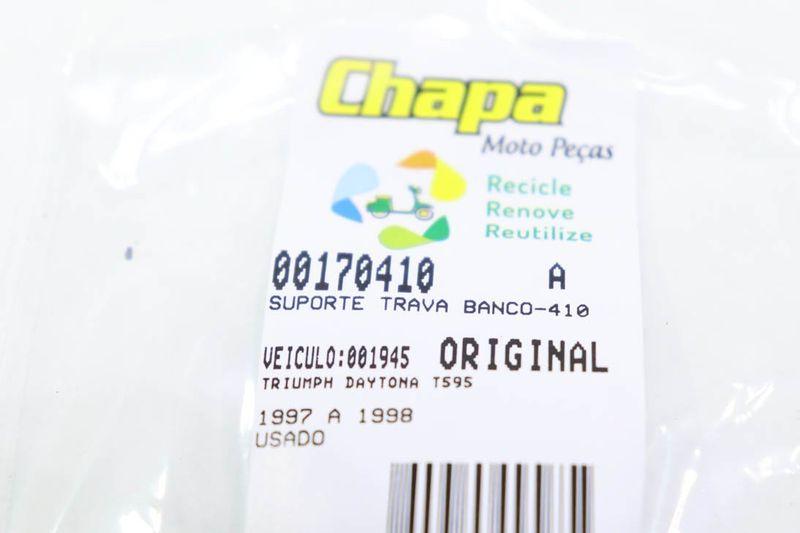 Chapa
Moto Peças
Recicle
Renove
Reutilize
00170410 A
SUPORTE TRAVA BANCO-410
VEICULO:001945 ORIGINAL
TRIUMPH DAYTONA T595
1997 A 1998
USADO